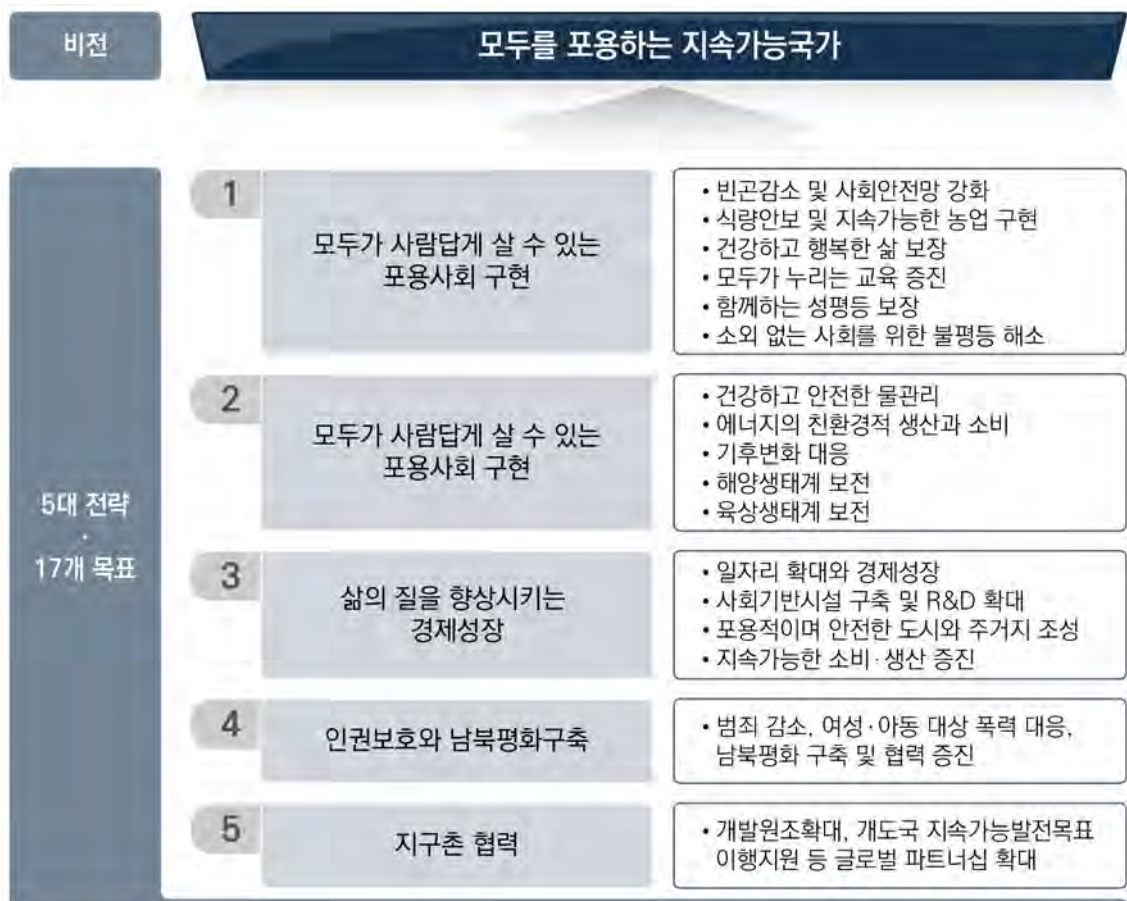 비전
모두를 포용하는 지속가능국가
5대 전략
·
17개 목표
1
모두가 사람답게 살 수 있는
포용사회 구현
• 빈곤감소 및 사회안전망 강화
• 식량안보 및 지속가능한 농업 구현
• 건강하고 행복한 삶 보장
• 모두가 누리는 교육 증진
• 함께하는 성평등 보장
• 소외 없는 사회를 위한 불평등 해소
2
모두가 사람답게 살 수 있는
포용사회 구현
• 건강하고 안전한 물관리
• 에너지의 친환경적 생산과 소비
• 기후변화 대응
• 해양생태계 보전
• 육상생태계 보전
3
삶의 질을 향상시키는
경제성장
• 일자리 확대와 경제성장
• 사회기반시설 구축 및 R&D 확대
• 포용적이며 안전한 도시와 주거지 조성
• 지속가능한 소비·생산 증진
4
인권보호와 남북평화구축
• 범죄 감소, 여성·아동 대상 폭력 대응,
남북평화 구축 및 협력 증진
5
지구촌 협력
• 개발원조확대, 개도국 지속가능발전목표
이행지원 등 글로벌 파트너십 확대